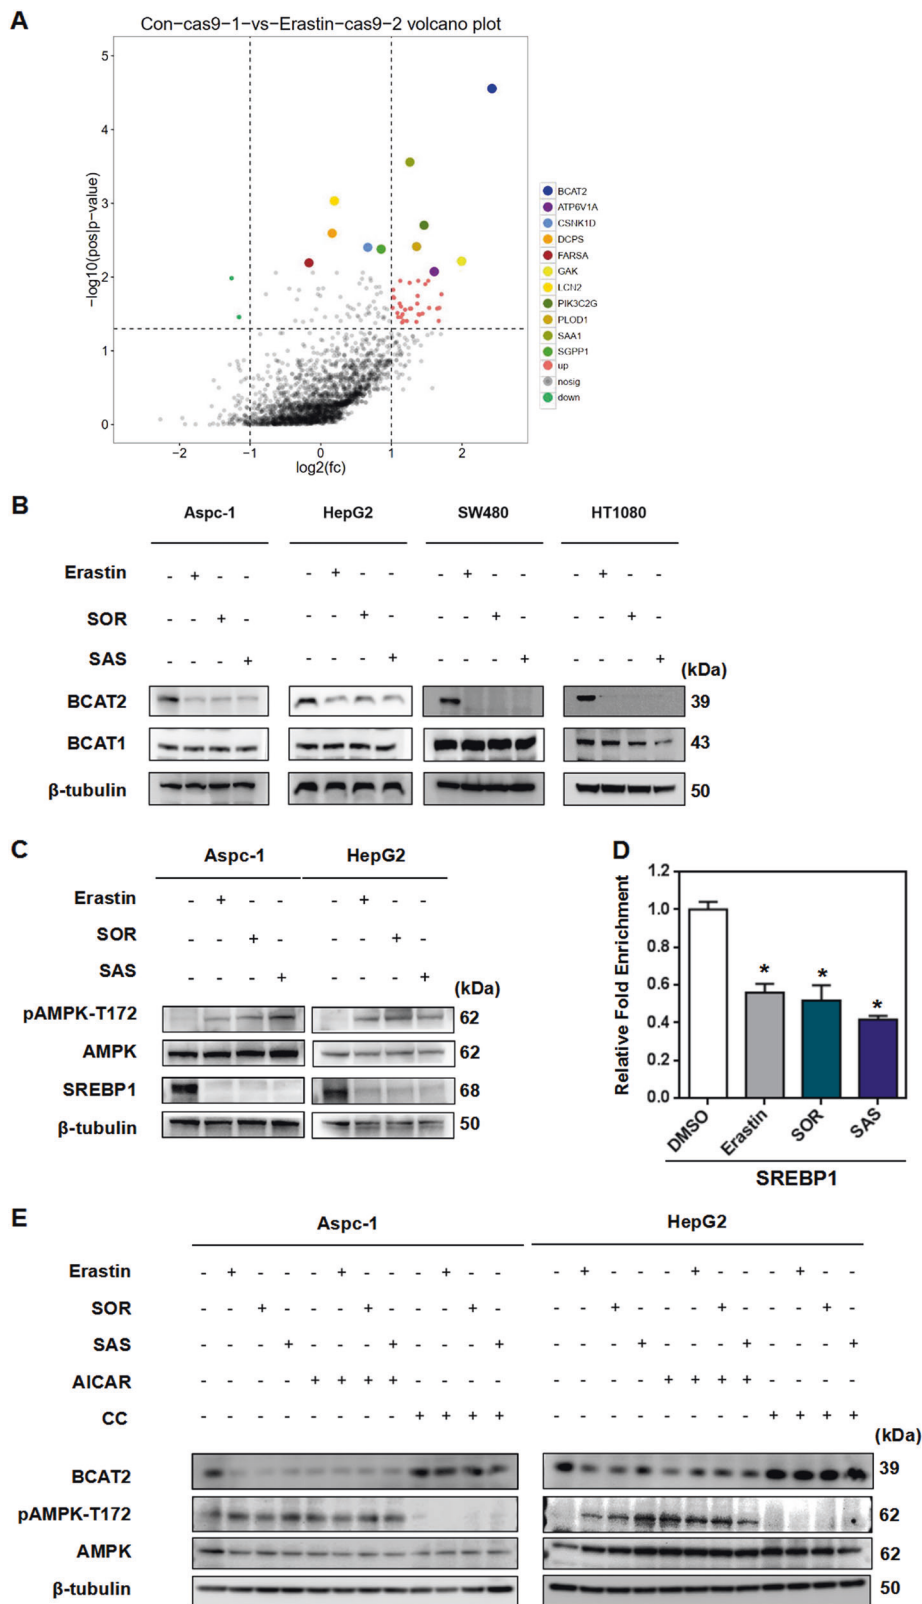 A
Con-cas9-1-vs-Erastin-cas9-2 volcano plot
−log10(pos|p−value)
5
4
3
2
1
0
−2 −1 0 1 2
log2(fc)
BCAT2
ATP6V1A
CSNK1D
DCPS
FARSA
GAK
LCN2
PIK3C2G
PLOD1
SAA1
SGPP1
up
nosig
down
B
Aspc-1 HepG2 SW480 HT1080
Erastin - + - - - + - - - + - - - + - -
SOR - - + - - - + - - - + - - - + -
SAS - - - + - - - + - - - + - - - +
(kDa)
BCAT2 39
BCAT1 43
β-tubulin 50
C
Aspc-1 HepG2
Erastin - + - - - + - -
SOR - - + - - - + -
SAS - - - + - - - +
(kDa)
pAMPK-T172 62
AMPK 62
SREBP1 68
β-tubulin 50
D
Relative Fold Enrichment
1.2
1.0
0.8
0.6
0.4
0.2
0.0
* * *
DMSO Erastin SOR SAS
SREBP1
E
Aspc-1 HepG2
Erastin - + - - - + - - - + - - - + - - - + - - - + - -
SOR - - + - - - + - - - + - - - + - - - + - - - + -
SAS - - - + - - - + - - - + - - - + - - - + - - - +
AICAR - - - - + + + + - - - - - - - - + + + + - - - -
CC - - - - - - - - + + + + - - - - - - - - + + + +
(kDa)
BCAT2 39
pAMPK-T172 62
AMPK 62
β-tubulin 50